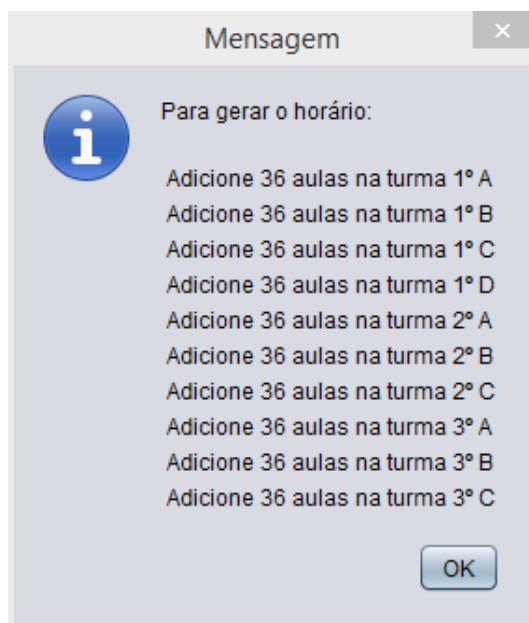 Mensagem
Para gerar o horário:
Adicione 36 aulas na turma 1º A
Adicione 36 aulas na turma 1º B
Adicione 36 aulas na turma 1º C
Adicione 36 aulas na turma 1º D
Adicione 36 aulas na turma 2º A
Adicione 36 aulas na turma 2º B
Adicione 36 aulas na turma 2º C
Adicione 36 aulas na turma 3º A
Adicione 36 aulas na turma 3º B
Adicione 36 aulas na turma 3º C
OK